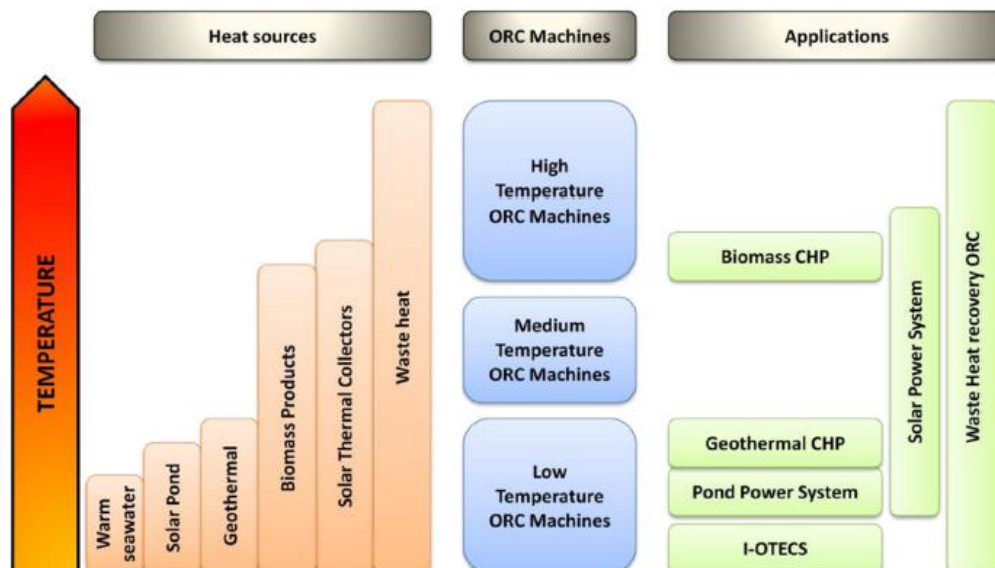 Heat sources
ORC Machines
Applications
TEMPERATURE
Warm
seawater
Solar Pond
Geothermal
Biomass Products
Solar Thermal Collectors
Waste heat
High
Temperature
ORC Machines
Medium
Temperature
ORC Machines
Low
Temperature
ORC Machines
Biomass CHP
Geothermal CHP
Pond Power System
I-OTECS
Solar Power System
Waste Heat recovery ORC